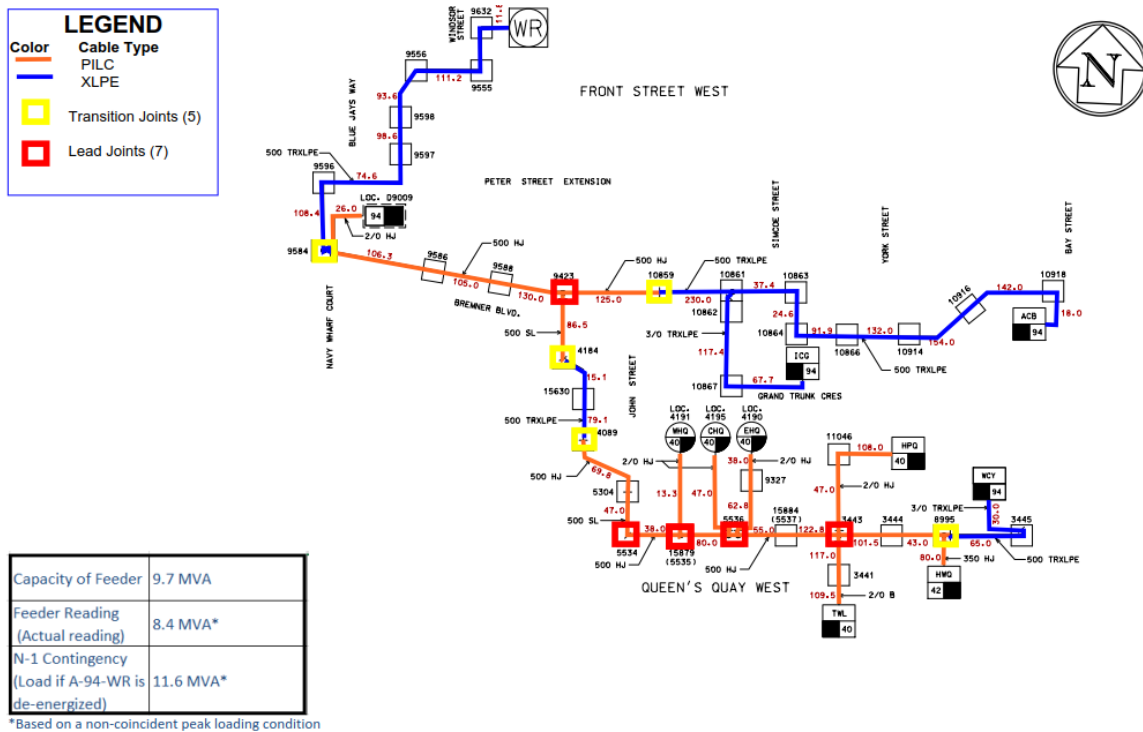 LEGEND
Color Cable Type
PILC
XLPE
Transition Joints (5)
Lead Joints (7)
WINDSOR
STREET
9632
WR
9556
111.2
9555
FRONT STREET WEST
N
BLUE JAYS WAY
93.6
9598
98.6
9597
500 TRXLPE
9596
74.6
PETER STREET EXTENSION
LOC. D9009
108.4
26.0
94
2/0 HJ
9584
106.3
9586
105.0
500 HJ
9588
130.0
BREMNER BLVD.
NAVY WHARF COURT
9423
125.0
500 HJ
10859
500 TRXLPE
230.0
10861
37.4
SIMCOE STREET
10863
YORK STREET
BAY STREET
10862
24.6
10864
91.9
10866
132.0
10914
154.0
10916
142.0
10918
18.0
ACB
94
500 TRXLPE
3/0 TRXLPE
117.4
10867
67.7
ICG
94
GRAND TRUNK CRES
86.5
500 SL
4184
15.1
15630
JOHN STREET
500 TRXLPE
79.1
4089
500 HJ
69.8
5304
47.0
500 SL
5534
38.0
500 HJ
LOC.
4191
WHQ
40
LOC.
4195
CHQ
40
LOC.
4190
EHQ
40
2/0 HJ
13.3
47.0
38.0
2/0 HJ
9327
62.8
15879
(5535)
80.0
5536
55.0
500 HJ
15884
(5537)
122.8
11046
108.0
HPQ
40
47.0
2/0 HJ
3443
101.5
3444
43.0
8995
80.0
350 HJ
HWQ
42
WCY
94
3/0 TRXLPE
30.0
3445
65.0
500 TRXLPE
117.0
3441
109.5
2/0 B
TWL
40
QUEEN'S QUAY WEST
Capacity of Feeder 9.7 MVA
Feeder Reading
(Actual reading) 8.4 MVA*
N-1 Contingency
(Load if A-94-WR is 11.6 MVA*
de-energized)
*Based on a non-coincident peak loading condition